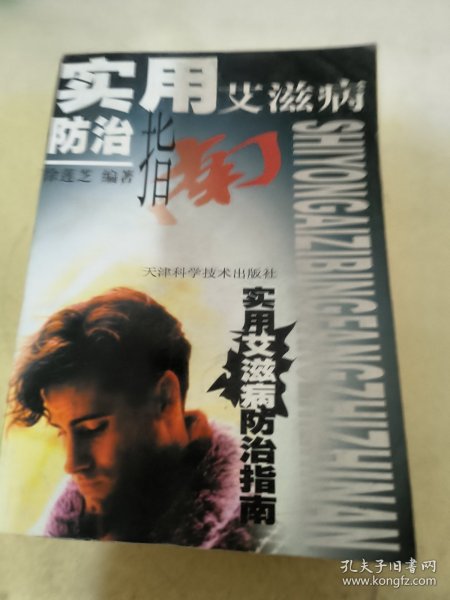 实用艾滋病
防治指南
徐莲芝 编著
天津科学技术出版社
实用艾滋病防治指南
SHIYONGAIZIBINGFANGZHIZHINAN
孔夫子旧书网
www.kongfz.com